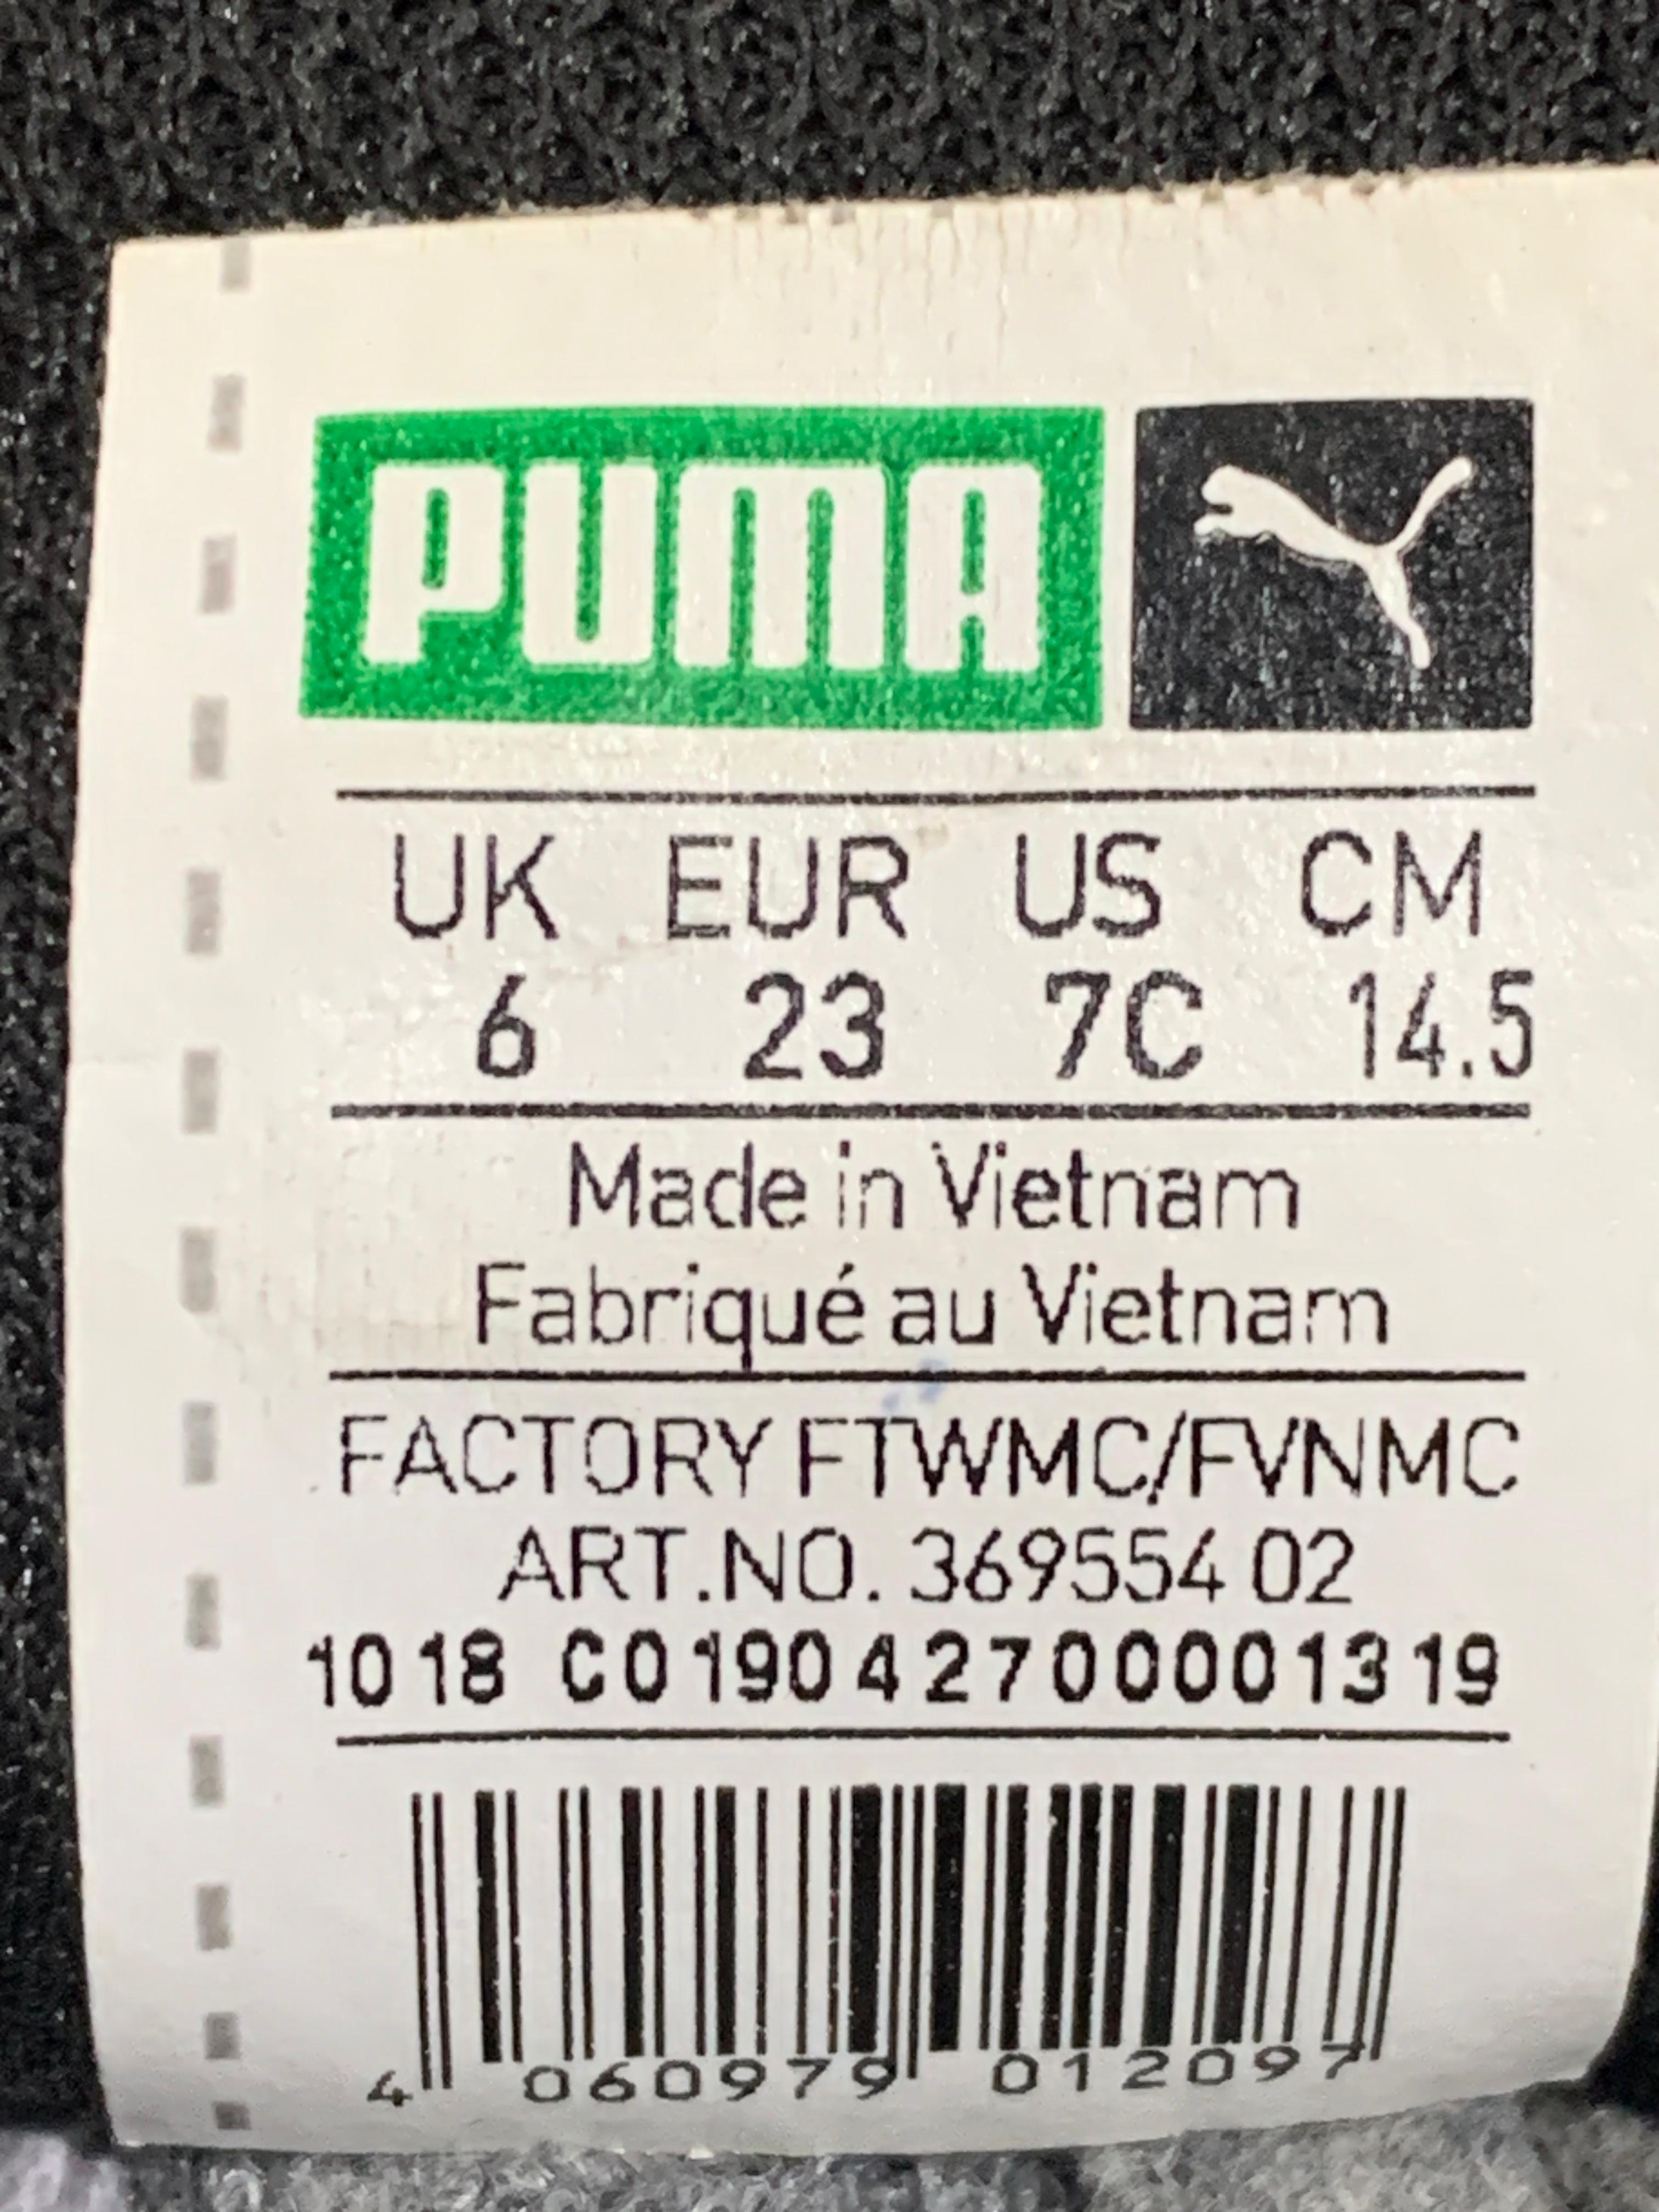 PUMA
UK EUR US CM
6 23 7C 14.5
Made in Vietnam
Fabriqué au Vietnam
FACTORY FTWMC/FVNMC
ART.NO. 369554 02
1018 C019042700001319
4 060979 012097